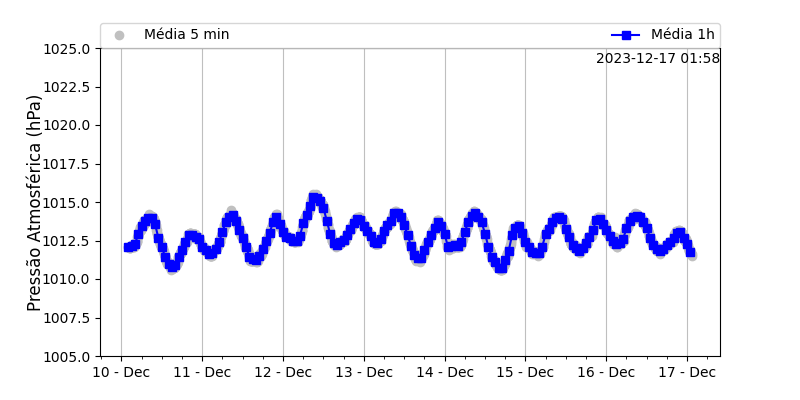 Média 5 min
Média 1h
2023-12-17 01:58
Pressão Atmosférica (hPa)
1025.0
1022.5
1020.0
1017.5
1015.0
1012.5
1010.0
1007.5
1005.0
10 - Dec
11 - Dec
12 - Dec
13 - Dec
14 - Dec
15 - Dec
16 - Dec
17 - Dec